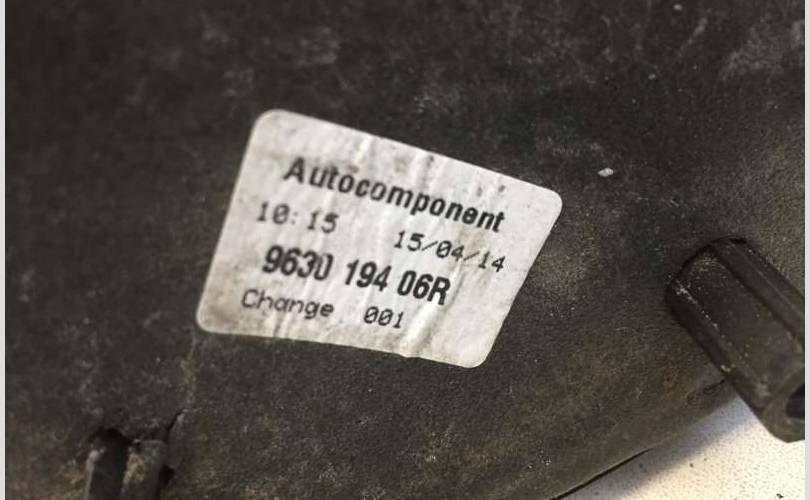 Autocomponent
10:15 15/04/14
9630 194 06R
Change 001